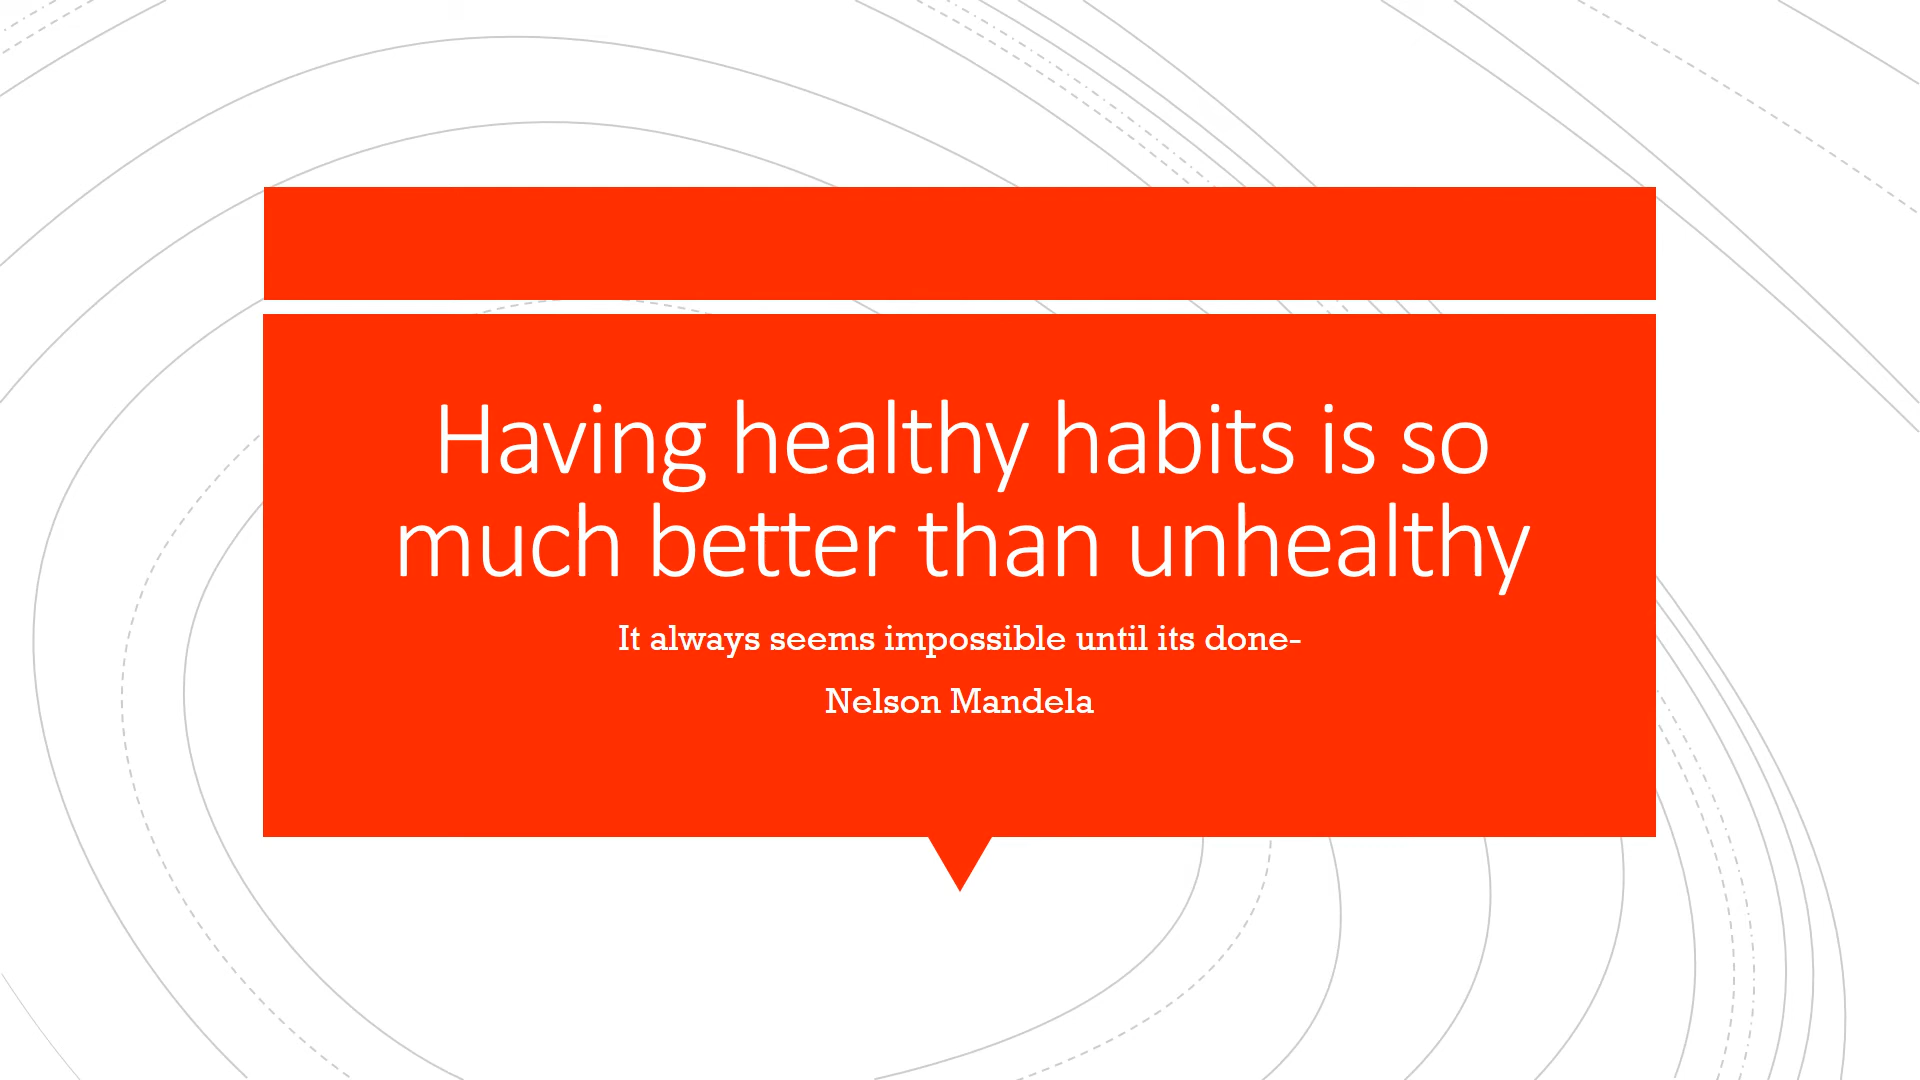 Having healthy habits is so
much better than unhealthy
It always seems impossible until its done-
Nelson Mandela